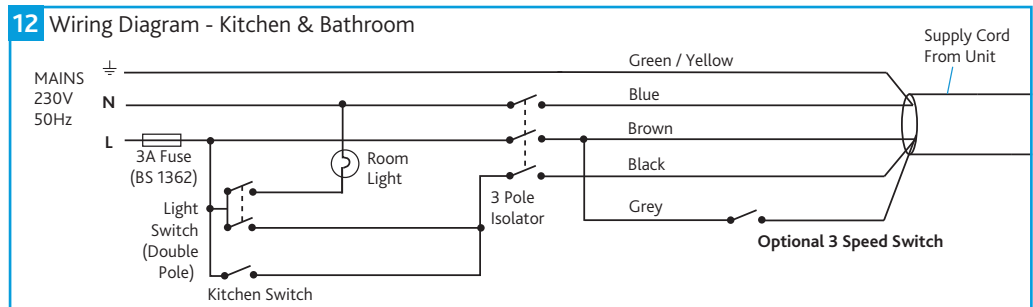 12 Wiring Diagram - Kitchen & Bathroom
Supply Cord
From Unit
MAINS
230V
50Hz
N
L
Green / Yellow
Blue
Brown
Black
Grey
3A Fuse
(BS 1362)
Room
Light
3 Pole
Isolator
Light
Switch
(Double
Pole)
Optional 3 Speed Switch
Kitchen Switch